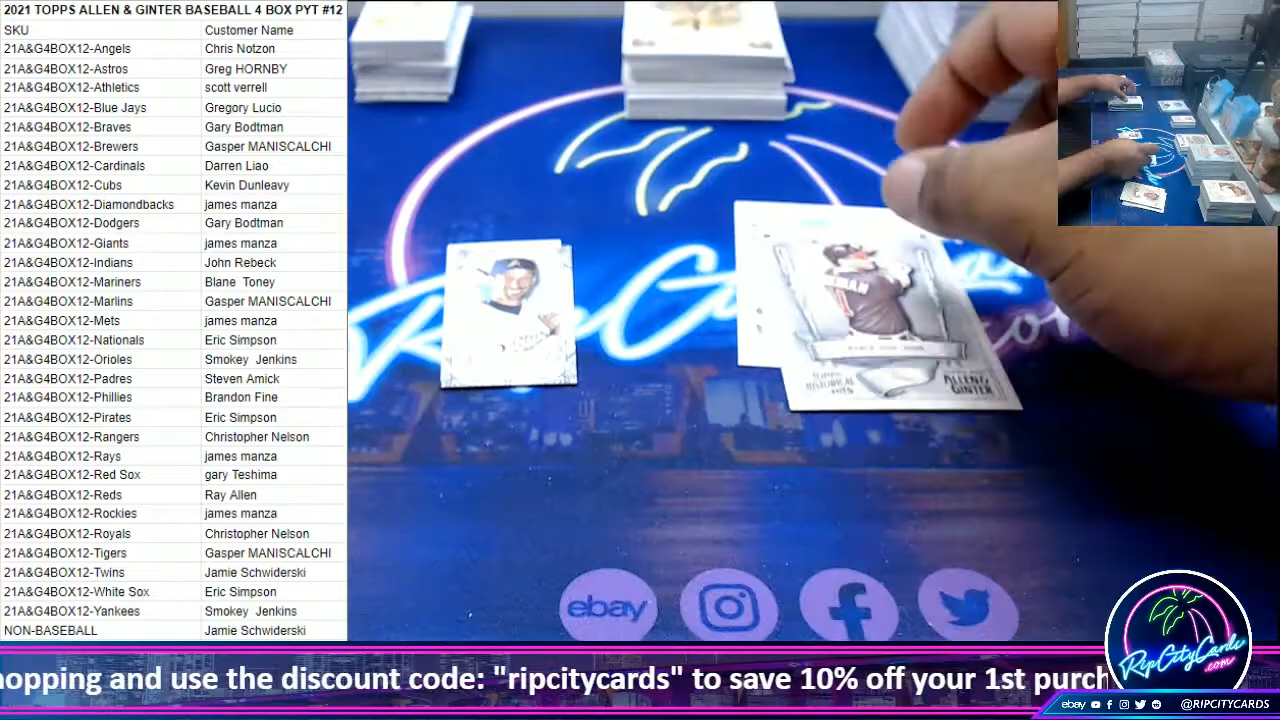 2021 TOPPS ALLEN & GINTER BASEBALL 4 BOX PYT #12
SKU Customer Name
21A&G4BOX12-Angels Chris Notzon
21A&G4BOX12-Astros Greg HORNBY
21A&G4BOX12-Athletics scott verrell
21A&G4BOX12-Blue Jays Gregory Lucio
21A&G4BOX12-Braves Gary Bodtman
21A&G4BOX12-Brewers Gasper MANISCALCHI
21A&G4BOX12-Cardinals Darren Liao
21A&G4BOX12-Cubs Kevin Dunleavy
21A&G4BOX12-Diamondbacks james manza
21A&G4BOX12-Dodgers Gary Bodtman
21A&G4BOX12-Giants james manza
21A&G4BOX12-Indians John Rebeck
21A&G4BOX12-Mariners Blane Toney
21A&G4BOX12-Marlins Gasper MANISCALCHI
21A&G4BOX12-Mets james manza
21A&G4BOX12-Nationals Eric Simpson
21A&G4BOX12-Orioles Smokey Jenkins
21A&G4BOX12-Padres Steven Amick
21A&G4BOX12-Phillies Brandon Fine
21A&G4BOX12-Pirates Eric Simpson
21A&G4BOX12-Rangers Christopher Nelson
21A&G4BOX12-Rays james manza
21A&G4BOX12-Red Sox gary Teshima
21A&G4BOX12-Reds Ray Allen
21A&G4BOX12-Rockies james manza
21A&G4BOX12-Royals Christopher Nelson
21A&G4BOX12-Tigers Gasper MANISCALCHI
21A&G4BOX12-Twins Jamie Schwiderski
21A&G4BOX12-White Sox Eric Simpson
21A&G4BOX12-Yankees Smokey Jenkins
NON-BASEBALL Jamie Schwiderski
HISTORICAL HITS
ALLEN & GINTER
ebay
opping and use the discount code: "ripcitycards" to save 10% off your 1st purch
RipCityCards
.com
ebay @RIPCITYCARDS